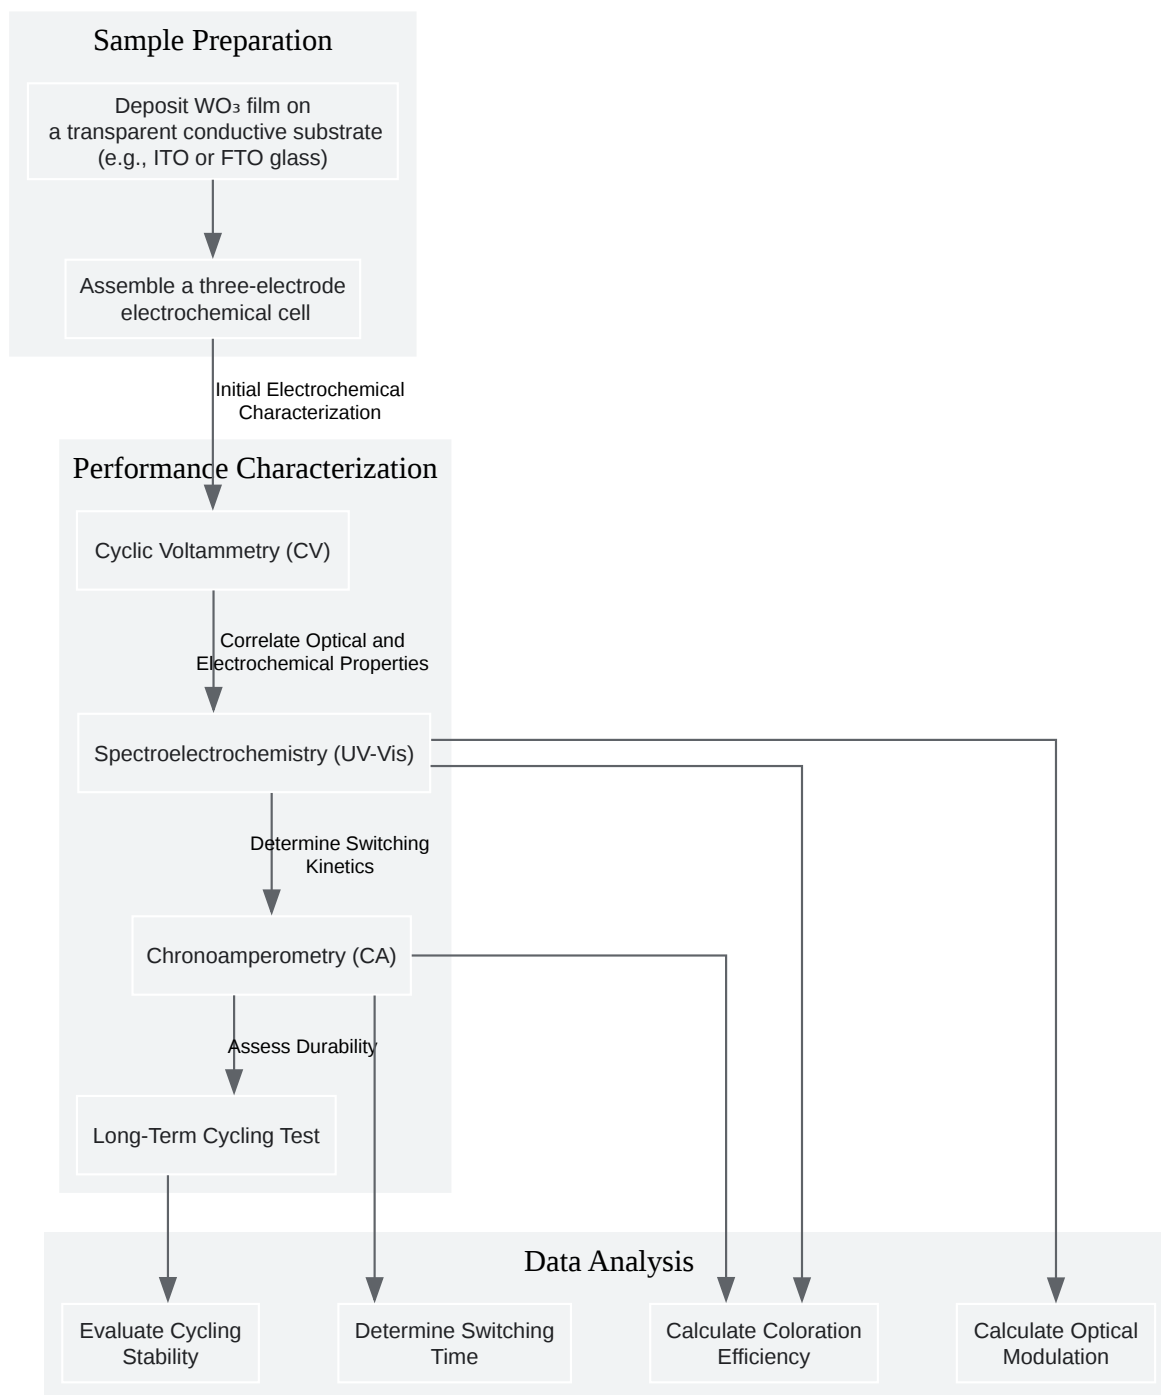 Sample Preparation
Deposit WO₃ film on
a transparent conductive substrate
(e.g., ITO or FTO glass)
Assemble a three-electrode
electrochemical cell
Initial Electrochemical
Characterization
Performance Characterization
Cyclic Voltammetry (CV)
Correlate Optical and
Electrochemical Properties
Spectroelectrochemistry (UV-Vis)
Determine Switching
Kinetics
Chronoamperometry (CA)
Assess Durability
Long-Term Cycling Test
Data Analysis
Evaluate Cycling
Stability
Determine Switching
Time
Calculate Coloration
Efficiency
Calculate Optical
Modulation